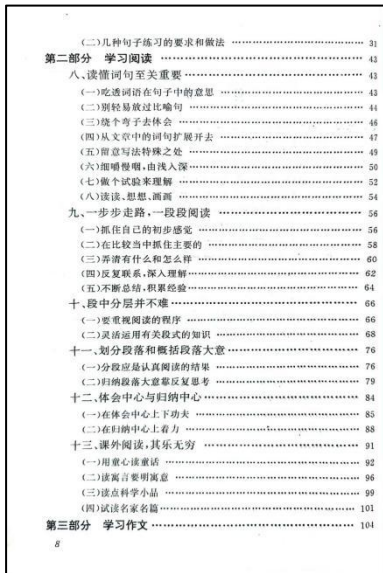 (二)几种句子练习的要求和做法 …… 31
第二部分 学习阅读 …… 43
八、读懂词句至关重要 …… 43
(一)吃透词语在句子中的意思 …… 43
(二)别轻易放过比喻句 …… 44
(三)绕个弯子去体会 …… 46
(四)从文章中的词句扩展开去 …… 47
(五)留意写法特殊之处 …… 49
(六)细嚼慢咽,由浅入深 …… 50
(七)做个试验来理解 …… 52
(八)读读、想想、画画 …… 54
九、一步步走路,一段段阅读 …… 56
(一)抓住自己的初步感觉 …… 56
(二)在比较当中抓住主要的 …… 58
(三)弄清有什么和怎么样 …… 60
(四)反复联系,深入理解 …… 62
(五)不断总结,积累经验 …… 64
十、段中分层并不难 …… 66
(一)要重视阅读的程序 …… 66
(二)灵活运用有关段式的知识 …… 68
十一、划分段落和概括段落大意 …… 76
(一)分段应是认真阅读的结果 …… 76
(二)归纳段落大意靠反复思考 …… 79
十二、体会中心与归纳中心 …… 84
(一)在体会中心上下功夫 …… 85
(二)在归纳中心上着力 …… 88
十三、课外阅读,其乐无穷 …… 91
(一)用童心读童话 …… 92
(二)读寓言要明寓意 …… 96
(三)读点科学小品 …… 99
(四)试读名家名篇 …… 101
第三部分 学习作文 …… 104
8